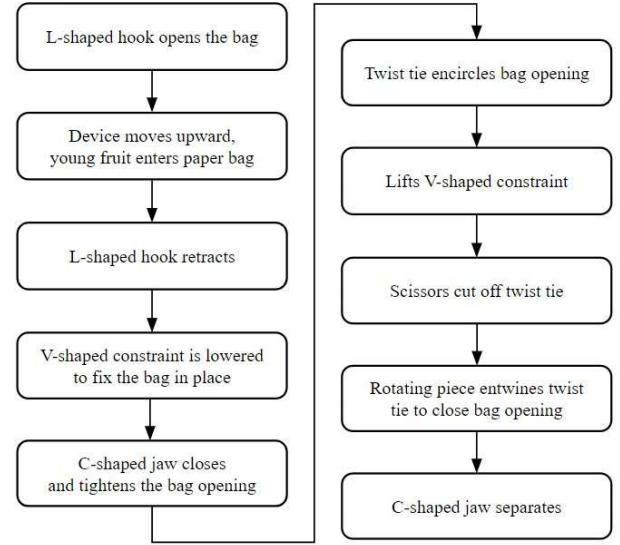 L-shaped hook opens the bag
Device moves upward,
young fruit enters paper bag
L-shaped hook retracts
V-shaped constraint is lowered
to fix the bag in place
C-shaped jaw closes
and tightens the bag opening
Twist tie encircles bag opening
Lifts V-shaped constraint
Scissors cut off twist tie
Rotating piece entwines twist
tie to close bag opening
C-shaped jaw separates